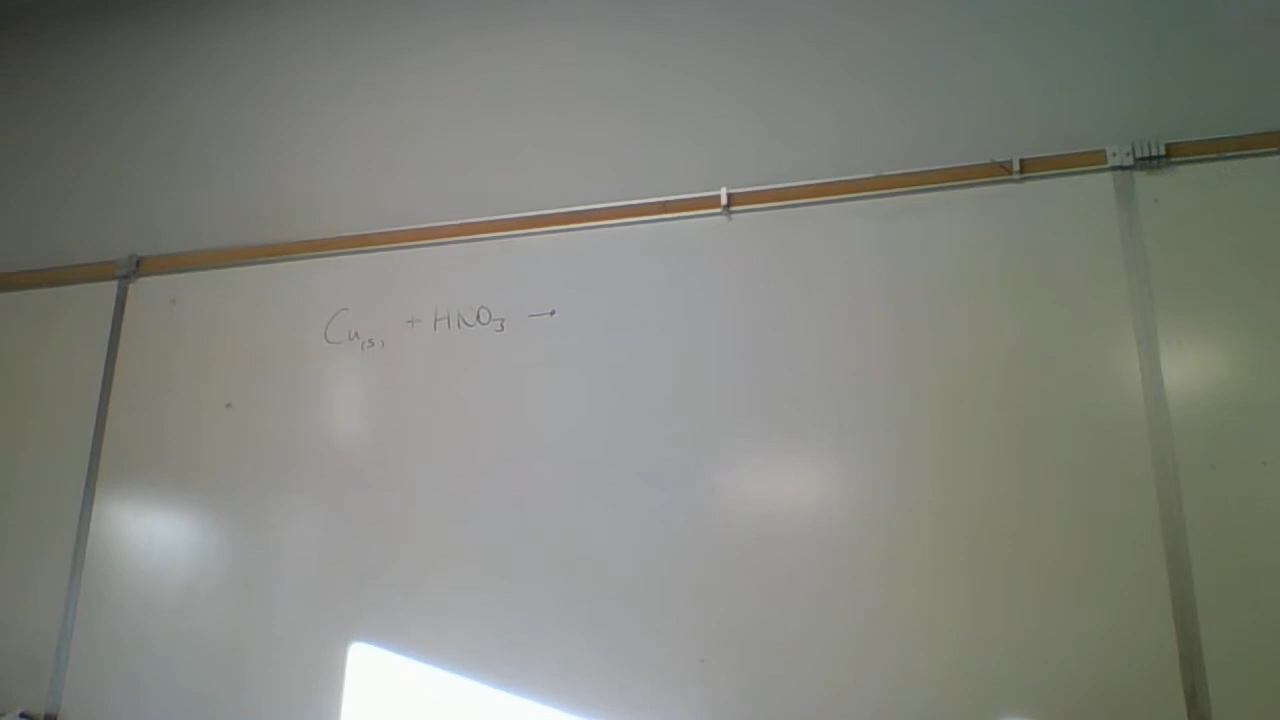 Cu(s) + HNO3 →